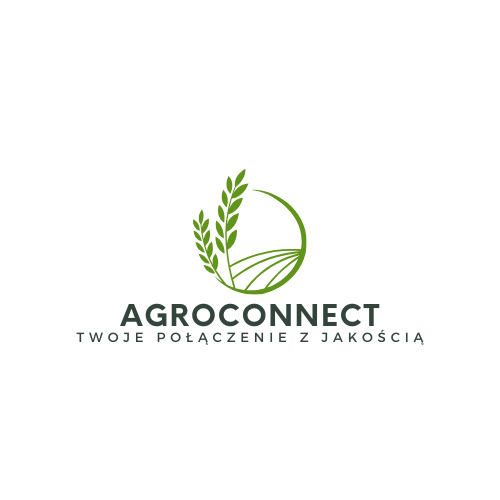 AGROCONNECT
TWOJE POŁĄCZENIE Z JAKOŚCIĄ